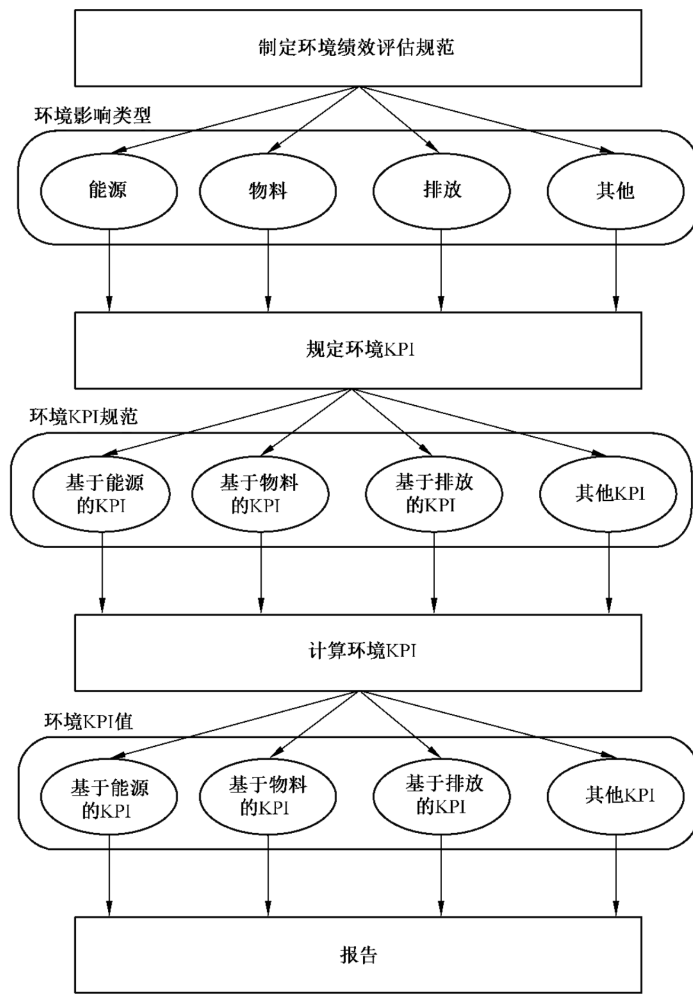 制定环境绩效评估规范
环境影响类型
能源
物料
排放
其他
规定环境KPI
环境KPI规范
基于能源
的KPI
基于物料
的KPI
基于排放
的KPI
其他KPI
计算环境KPI
环境KPI值
基于能源
的KPI
基于物料
的KPI
基于排放
的KPI
其他KPI
报告